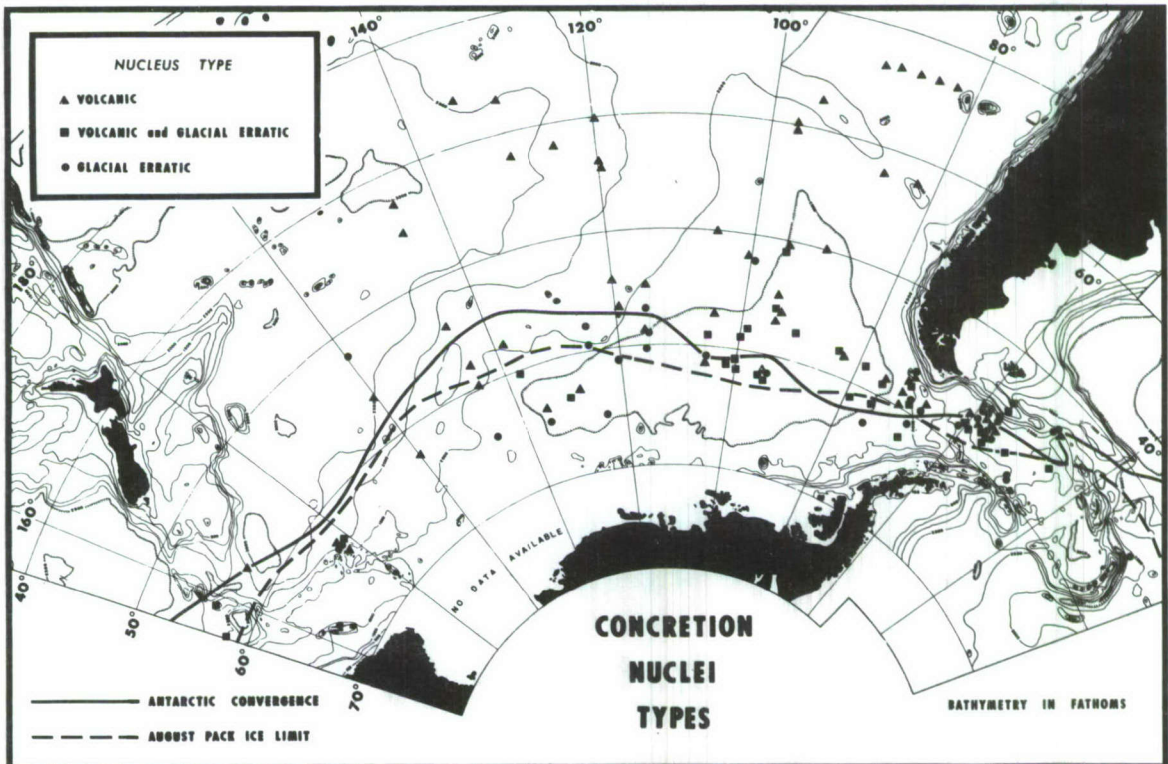 NUCLEUS TYPE
▲ VOLCANIC
■ VOLCANIC and GLACIAL ERRATIC
● GLACIAL ERRATIC
140°
120°
100°
80°
60°
40°
180°
160°
40°
50°
60°
70°
NO DATA AVAILABLE
CONCRETION
NUCLEI
TYPES
ANTARCTIC CONVERGENCE
AUGUST PACK ICE LIMIT
BATHYMETRY IN FATHOMS